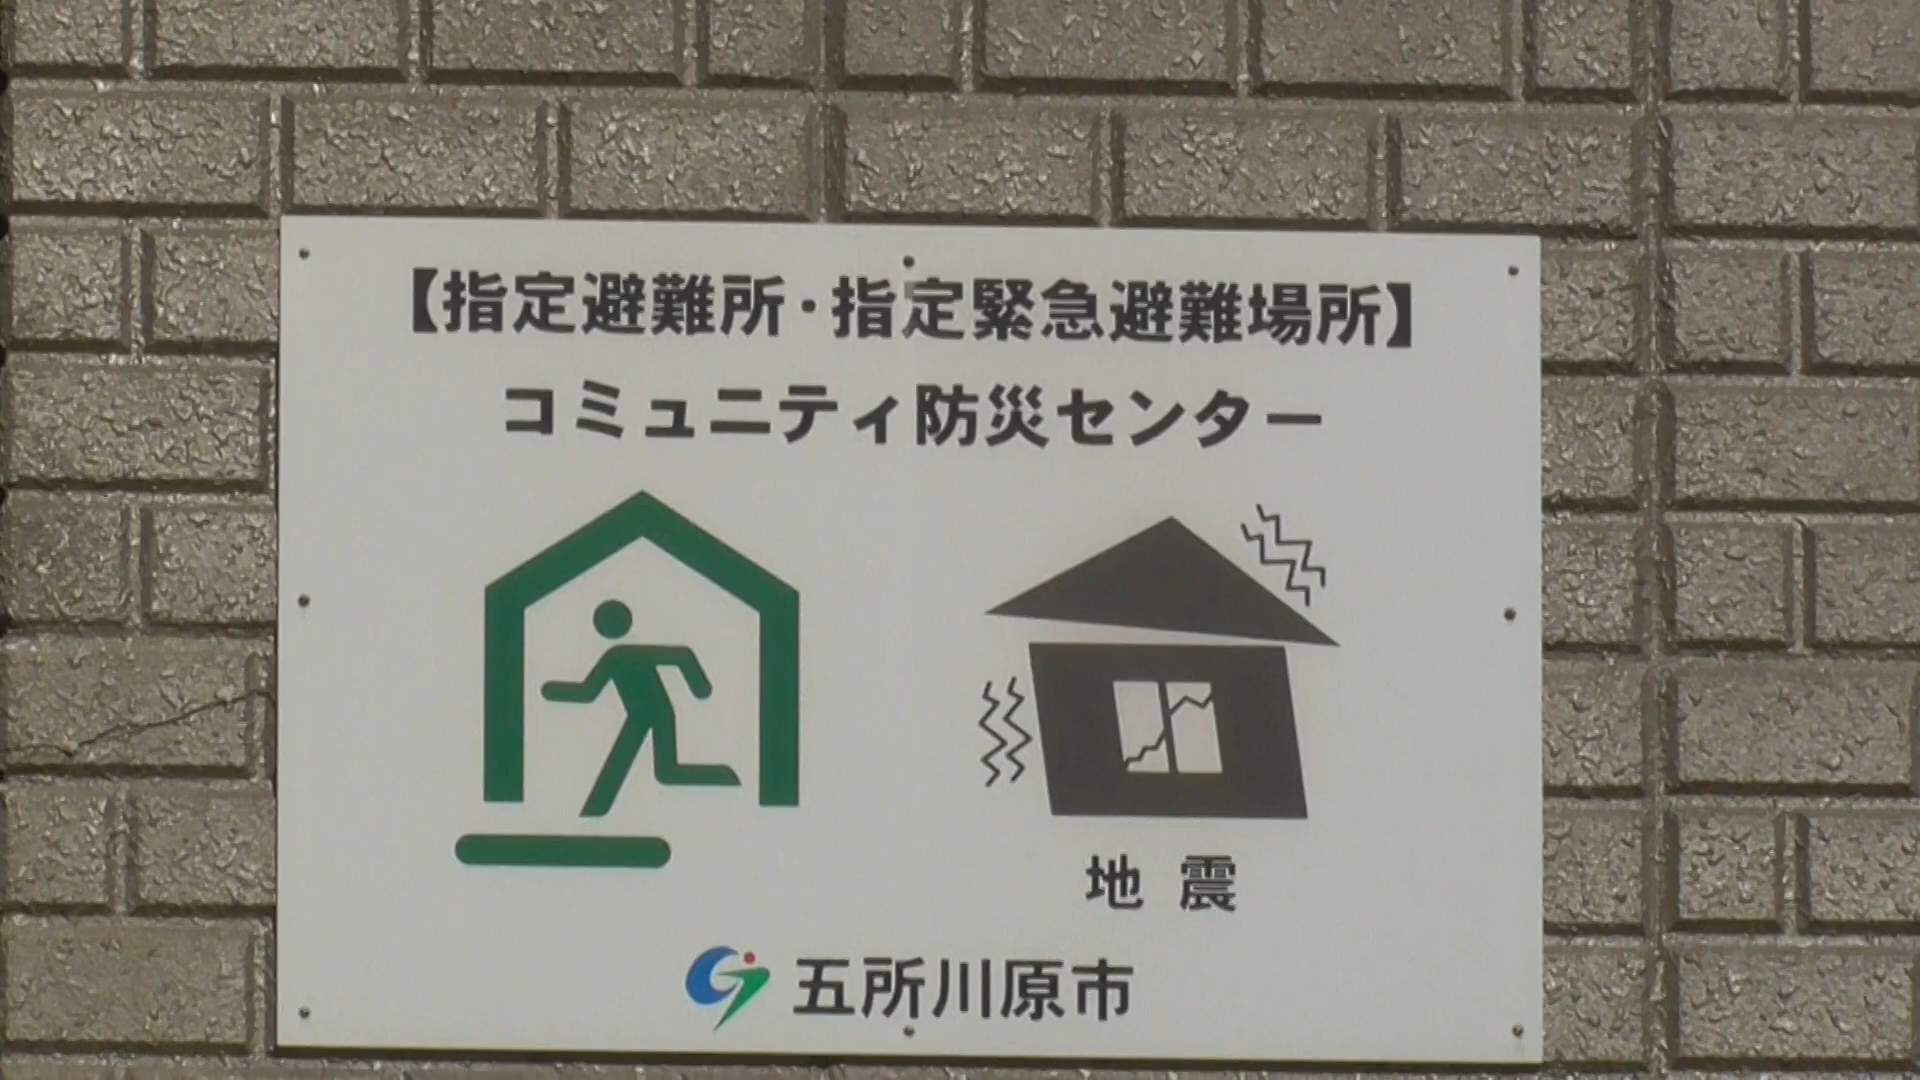 【指定避難所・指定緊急避難場所】
コミュニティ防災センター
地震
五所川原市